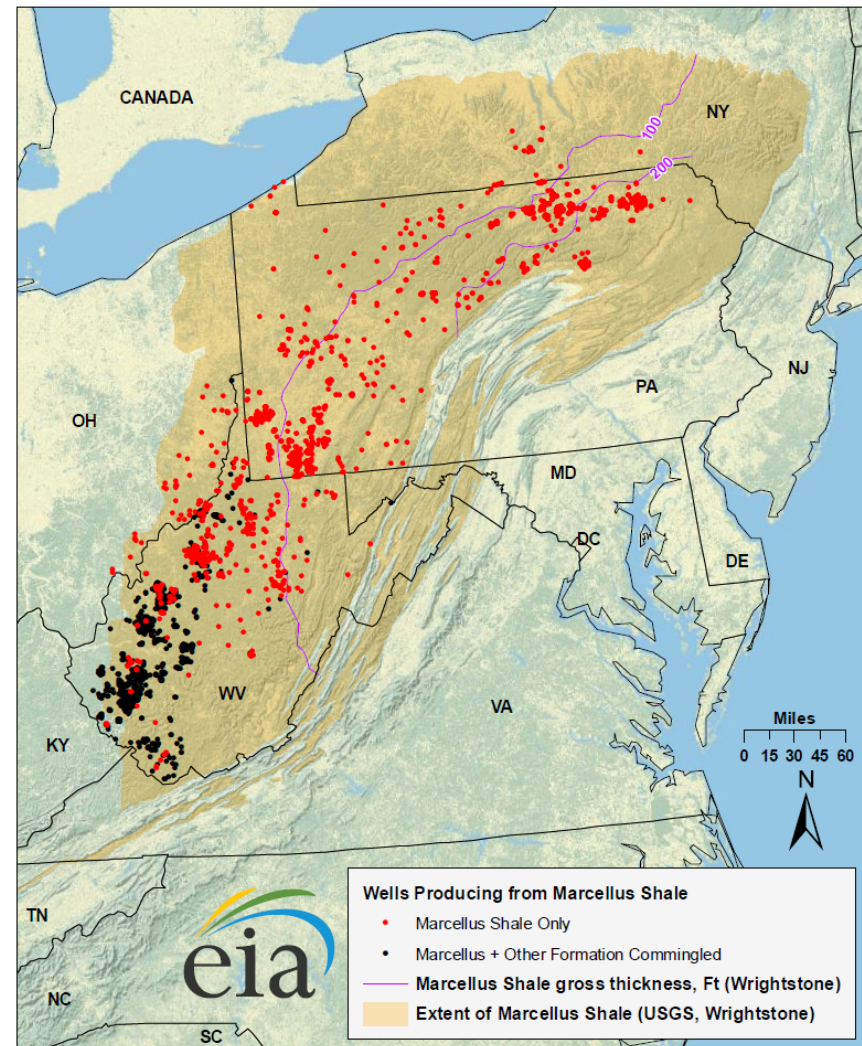 CANADA
NY
100
200
PA
NJ
OH
MD
DC
DE
WV
VA
KY
Miles
0 15 30 45 60
N
TN
NC
SC
eia
Wells Producing from Marcellus Shale
Marcellus Shale Only
Marcellus + Other Formation Commingled
Marcellus Shale gross thickness, Ft (Wrightstone)
Extent of Marcellus Shale (USGS, Wrightstone)